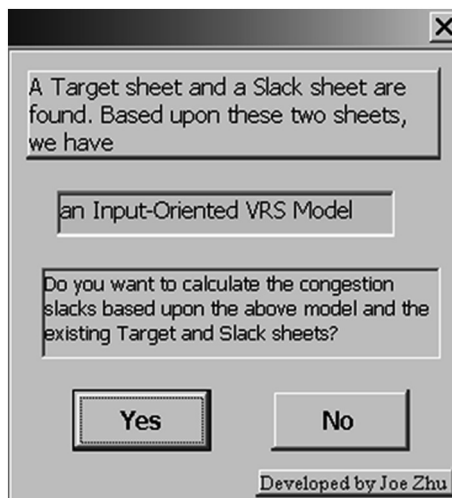 A Target sheet and a Slack sheet are
found. Based upon these two sheets,
we have
an Input-Oriented VRS Model
Do you want to calculate the congestion
slacks based upon the above model and the
existing Target and Slack sheets?
Yes
No
Developed by Joe Zhu